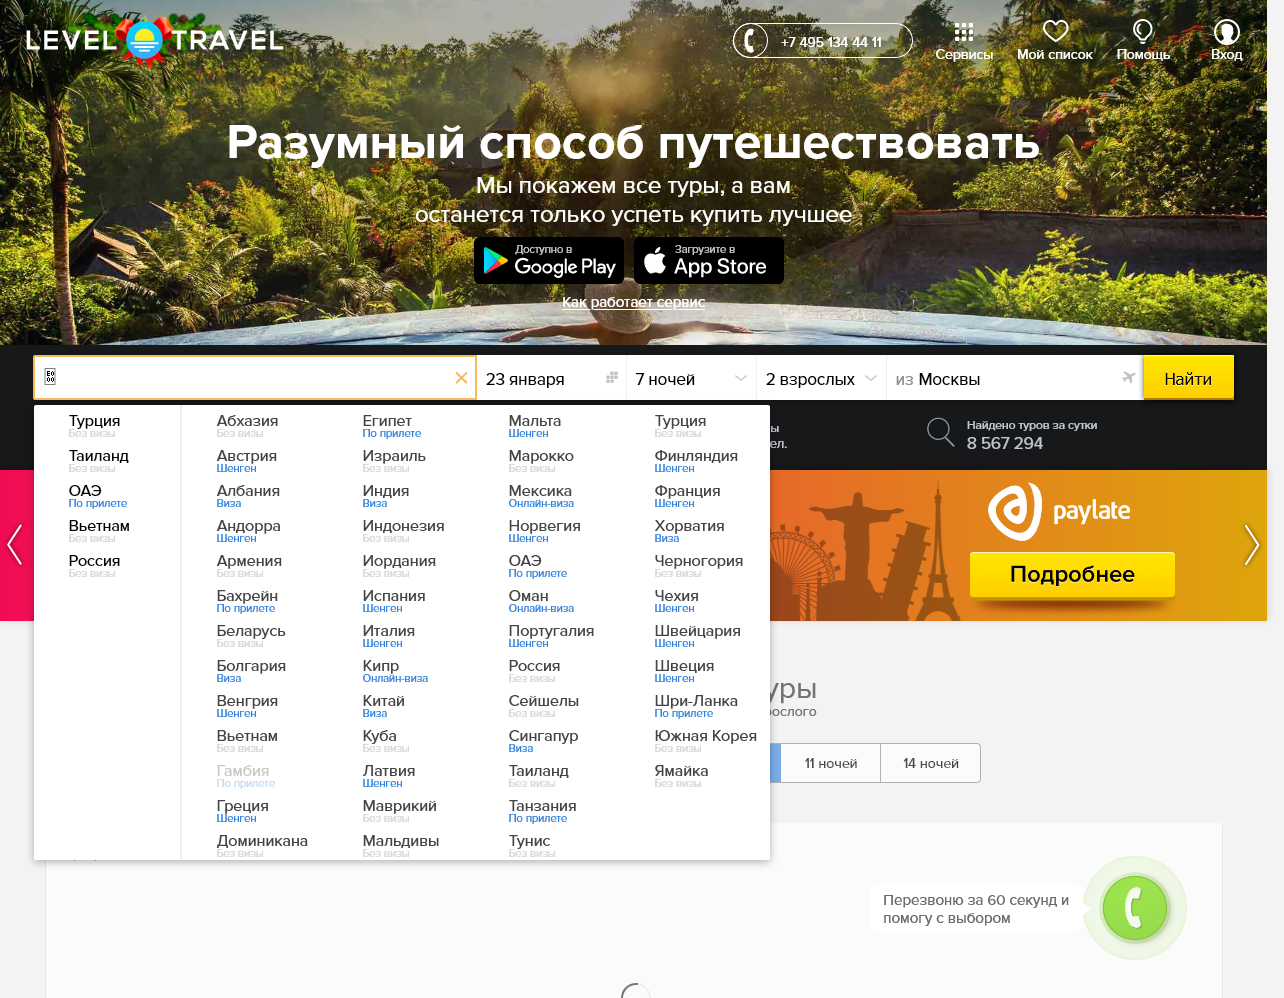 LEVEL TRAVEL
+7 495 134 44 11
Сервисы
Мой список
Помощь
Вход
Разумный способ путешествовать
Мы покажем все туры, а вам
останется только успеть купить лучшее
Доступно в
Google Play
Загрузите в
App Store
Как работает сервис
23 января
7 ночей
2 взрослых
из Москвы
Найти
Турция
Без визы
Таиланд
Без визы
ОАЭ
По прилете
Вьетнам
Без визы
Россия
Без визы
Абхазия
Без визы
Австрия
Шенген
Албания
Виза
Андорра
Шенген
Армения
Без визы
Бахрейн
По прилете
Беларусь
Без визы
Болгария
Виза
Венгрия
Шенген
Вьетнам
Без визы
Гамбия
По прилете
Греция
Шенген
Доминикана
Без визы
Египет
По прилете
Израиль
Без визы
Индия
Виза
Индонезия
Без визы
Иордания
Без визы
Испания
Шенген
Италия
Шенген
Кипр
Онлайн-виза
Китай
Виза
Куба
Без визы
Латвия
Шенген
Маврикий
Без визы
Мальдивы
Без визы
Мальта
Шенген
Марокко
Без визы
Мексика
Онлайн-виза
Норвегия
Шенген
ОАЭ
По прилете
Оман
Онлайн-виза
Португалия
Шенген
Россия
Без визы
Сейшелы
Без визы
Сингапур
Виза
Таиланд
Без визы
Танзания
По прилете
Тунис
Без визы
Турция
Без визы
Финляндия
Шенген
Франция
Шенген
Хорватия
Виза
Черногория
Без визы
Чехия
Шенген
Швейцария
Шенген
Швеция
Шенген
Шри-Ланка
По прилете
Южная Корея
Без визы
Ямайка
Без визы
ы
ел.
Найдено туров за сутки
8 567 294
paylate
Подробнее
уры
рослого
11 ночей
14 ночей
Перезвоню за 60 секунд и
помогу с выбором